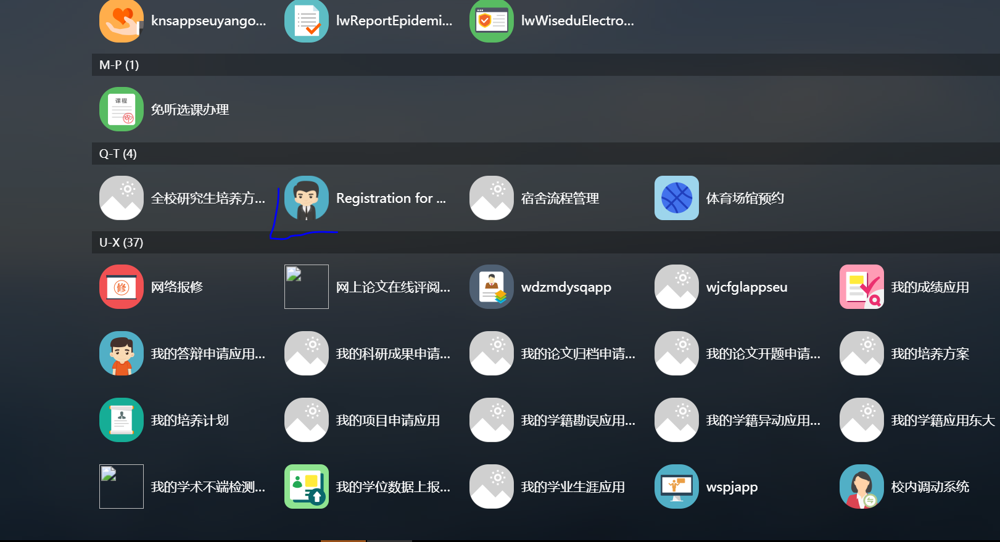 knsappseuyango... lwReportEpidemi... lwWiseduElectro...
M-P (1)
课程
免听选课办理
Q-T (4)
全校研究生培养方... Registration for ... 宿舍流程管理 体育场馆预约
U-X (37)
修
网络报修 网上论文在线评阅... wdzmdysqapp wjcfglappseu 我的成绩应用
我的答辩申请应用... 我的科研成果申请... 我的论文归档申请... 我的论文开题申请... 我的培养方案
我的培养计划 我的项目申请应用 我的学籍勘误应用... 我的学籍异动应用... 我的学籍应用东大
我的学术不端检测... 我的学位数据上报... 我的学业生涯应用 wspjapp 校内调动系统